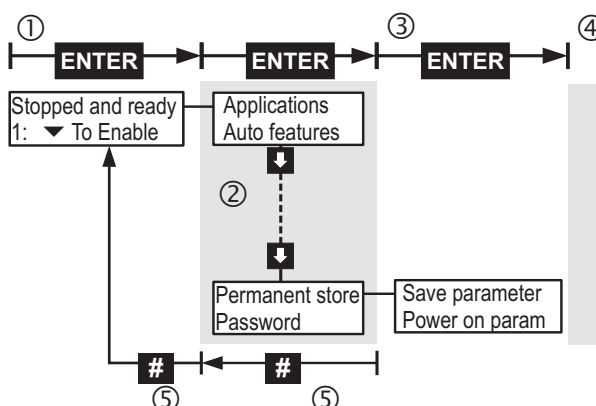 ① ③ ④
ENTER ENTER ENTER
Stopped and ready
1: ▼ To Enable
Applications
Auto features
②
Permanent store
Password
Save parameter
Power on param
# #
⑤ ⑤